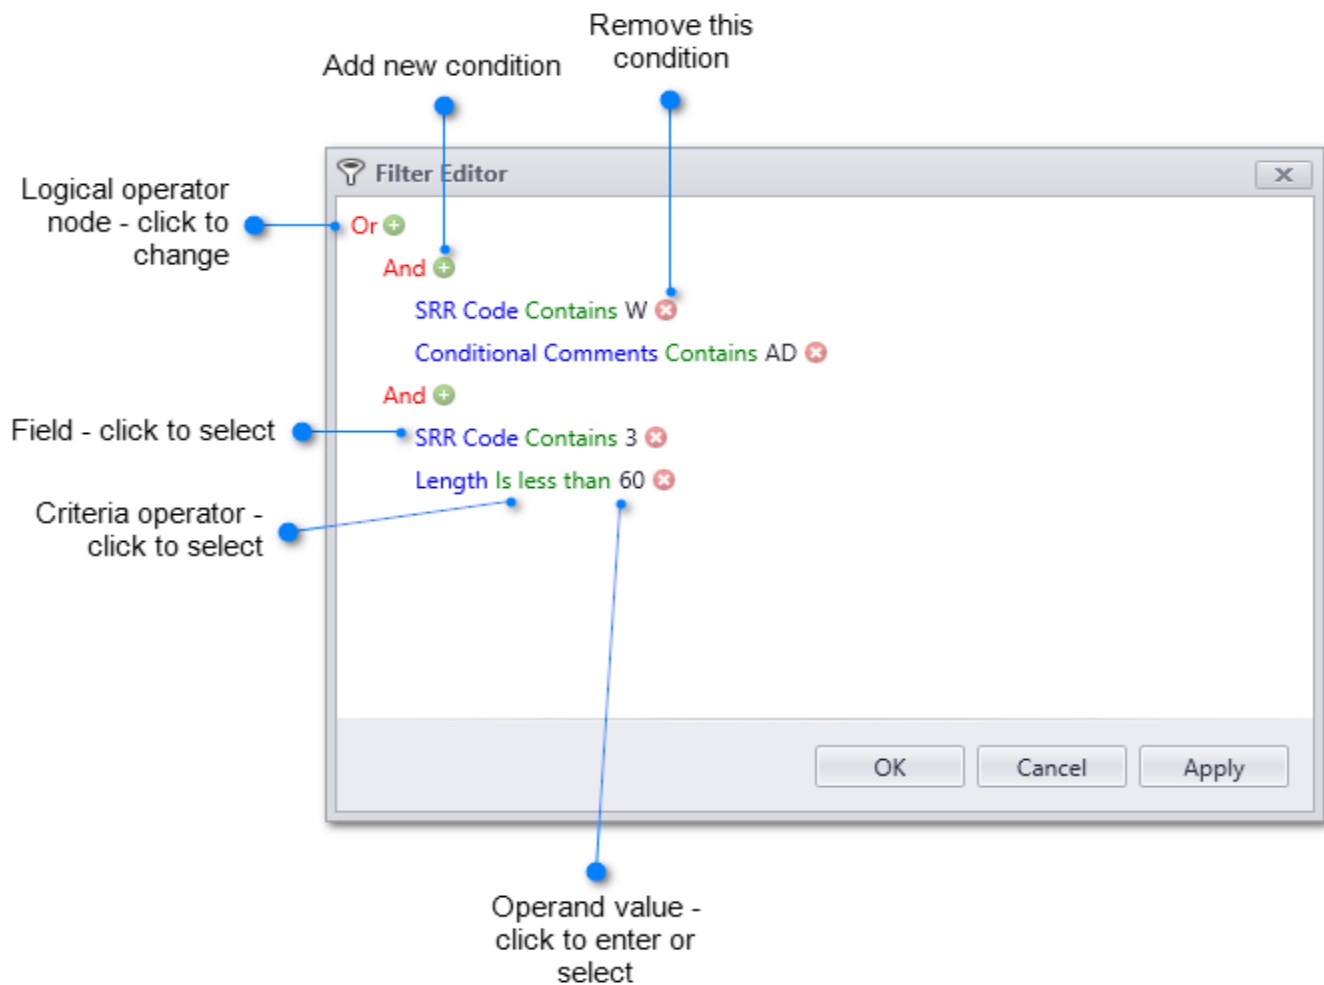 Remove this
condition
Add new condition
Filter Editor
Logical operator
node - click to
change
Or
And
SRR Code Contains W
Conditional Comments Contains AD
And
Field - click to select
SRR Code Contains 3
Length Is less than 60
Criteria operator -
click to select
OK Cancel Apply
Operand value -
click to enter or
select